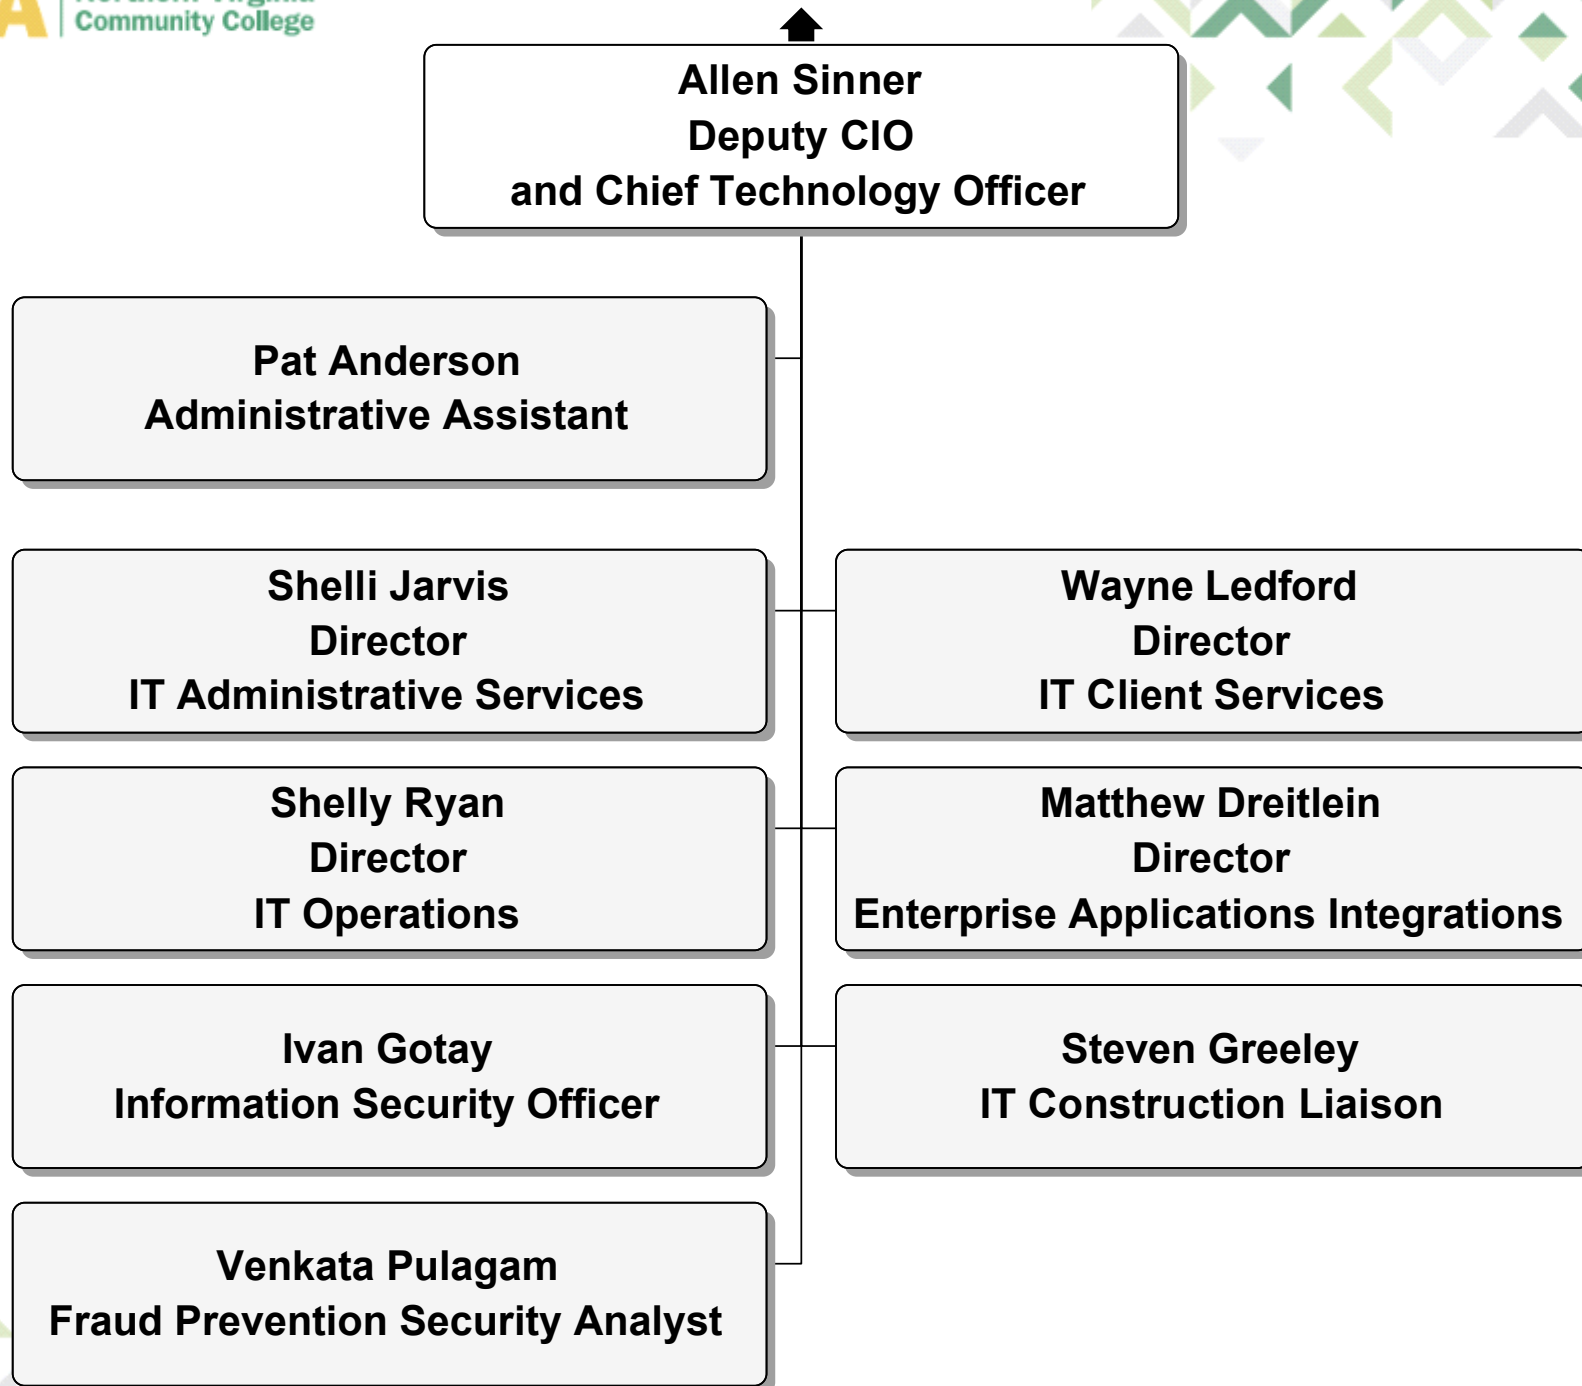 Community College
Allen Sinner
Deputy CIO
and Chief Technology Officer
Pat Anderson
Administrative Assistant
Shelli Jarvis
Director
IT Administrative Services
Wayne Ledford
Director
IT Client Services
Shelly Ryan
Director
IT Operations
Matthew Dreitlein
Director
Enterprise Applications Integrations
Ivan Gotay
Information Security Officer
Steven Greeley
IT Construction Liaison
Venkata Pulagam
Fraud Prevention Security Analyst